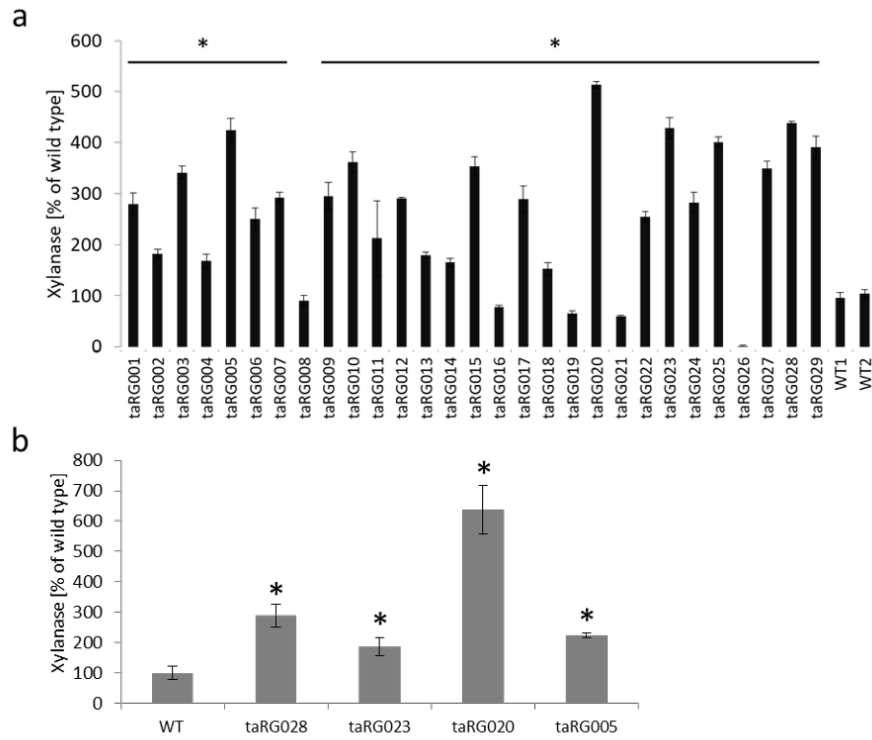 a
* *
Xylanase [% of wild type]
600
500
400
300
200
100
0
taRG001
taRG002
taRG003
taRG004
taRG005
taRG006
taRG007
taRG008
taRG009
taRG010
taRG011
taRG012
taRG013
taRG014
taRG015
taRG016
taRG017
taRG018
taRG019
taRG020
taRG021
taRG022
taRG023
taRG024
taRG025
taRG026
taRG027
taRG028
taRG029
WT1
WT2
b
Xylanase [% of wild type]
800
700
600
500
400
300
200
100
0
*
*
*
*
WT taRG028 taRG023 taRG020 taRG005